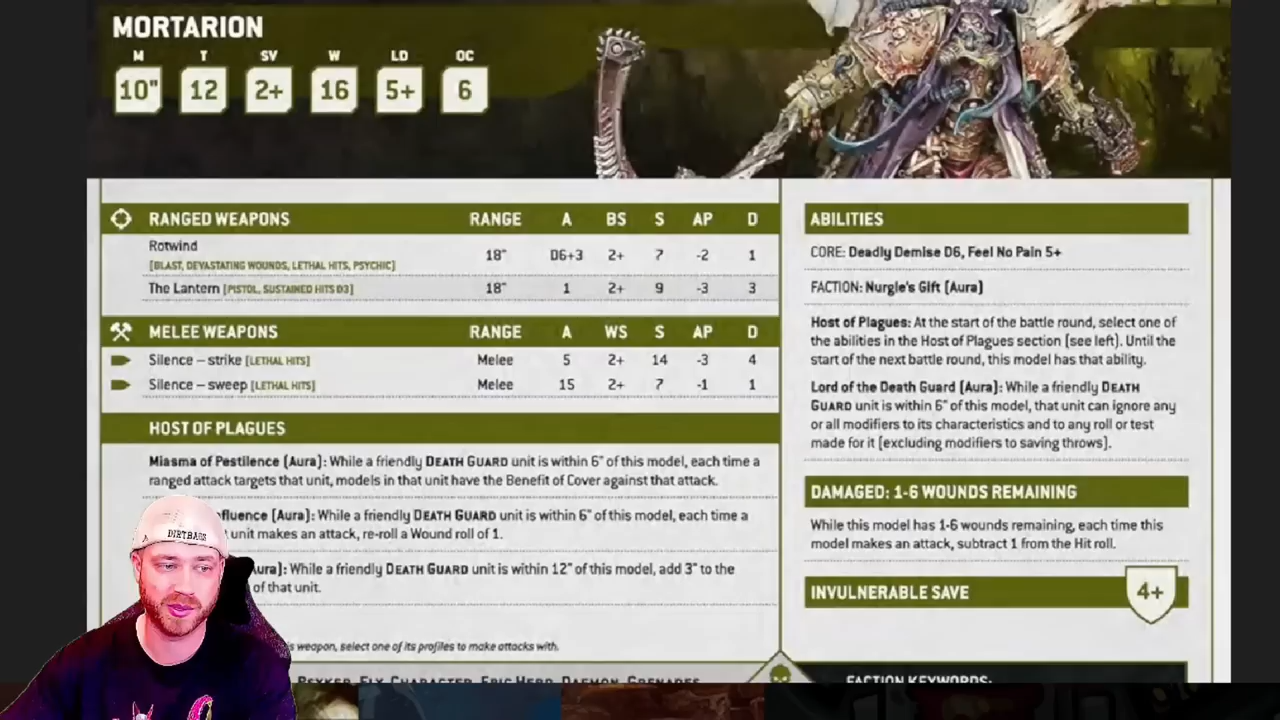 MORTARION
M T SV W LD OC
10" 12 2+ 16 5+ 6
RANGED WEAPONS RANGE A BS S AP D
Rotwind
[BLAST, DEVASTATING WOUNDS, LETHAL HITS, PSYCHIC] 18" D6+3 2+ 7 -2 1
The Lantern [PISTOL, SUSTAINED HITS D3] 18" 1 2+ 9 -3 3
MELEE WEAPONS RANGE A WS S AP D
Silence – strike [LETHAL HITS] Melee 5 2+ 14 -3 4
Silence – sweep [LETHAL HITS] Melee 15 2+ 7 -1 1
HOST OF PLAGUES
Miasma of Pestilence (Aura): While a friendly DEATH GUARD unit is within 6" of this model, each time a
ranged attack targets that unit, models in that unit have the Benefit of Cover against that attack.
(Aura): While a friendly DEATH GUARD unit is within 6" of this model, each time a
unit makes an attack, re-roll a Wound roll of 1.
While a friendly DEATH GUARD unit is within 12" of this model, add 3" to the
of that unit.
weapon, select one of its profiles to make attacks with.
PSYKER, FLY, CHARACTER, EPIC HERO, DAEMON, GRENADES
ABILITIES
CORE: Deadly Demise D6, Feel No Pain 5+
FACTION: Nurgle's Gift (Aura)
Host of Plagues: At the start of the battle round, select one of
the abilities in the Host of Plagues section (see left). Until the
start of the next battle round, this model has that ability.
Lord of the Death Guard (Aura): While a friendly DEATH
GUARD unit is within 6" of this model, that unit can ignore any
or all modifiers to its characteristics and to any roll or test
made for it (excluding modifiers to saving throws).
DAMAGED: 1-6 WOUNDS REMAINING
While this model has 1-6 wounds remaining, each time this
model makes an attack, subtract 1 from the Hit roll.
INVULNERABLE SAVE 4+
FACTION KEYWORDS:
DIRTBAGS